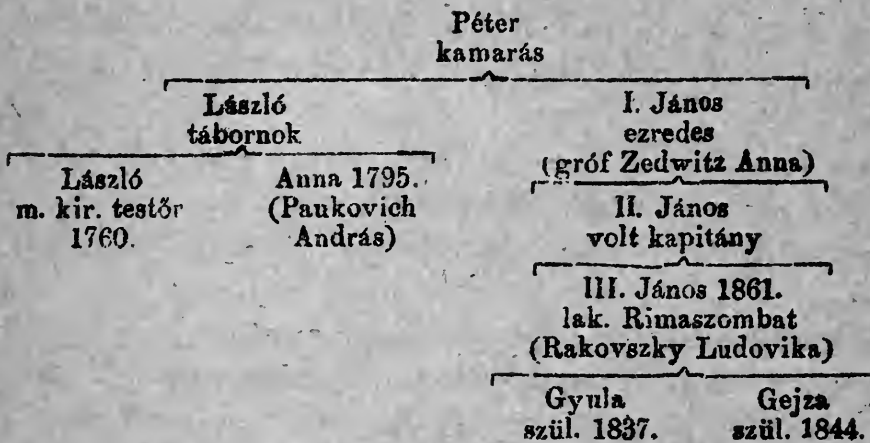 Péter
kamarás
László
tábornok
I. János
ezredes
(gróf Zedwitz Anna)
László
m. kir. testőr
1760.
Anna 1795.
(Paukovich
András)
II. János
volt kapitány
III. János 1861.
lak. Rimaszombat
(Rakovszky Ludovika)
Gyula
szül. 1837.
Gejza
szül. 1844.